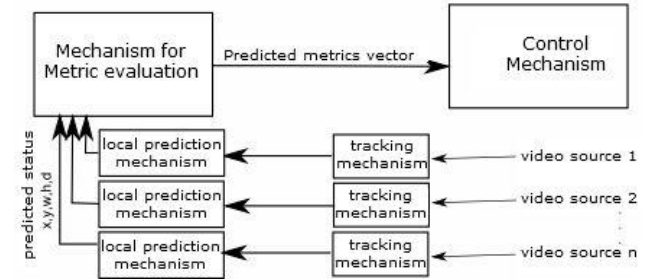 Mechanism for
Metric evaluation
Predicted metrics vector
Control
Mechanism
local prediction
mechanism
tracking
mechanism
video source 1
local prediction
mechanism
tracking
mechanism
video source 2
local prediction
mechanism
tracking
mechanism
video source n
predicted status
x,y,w,h,d